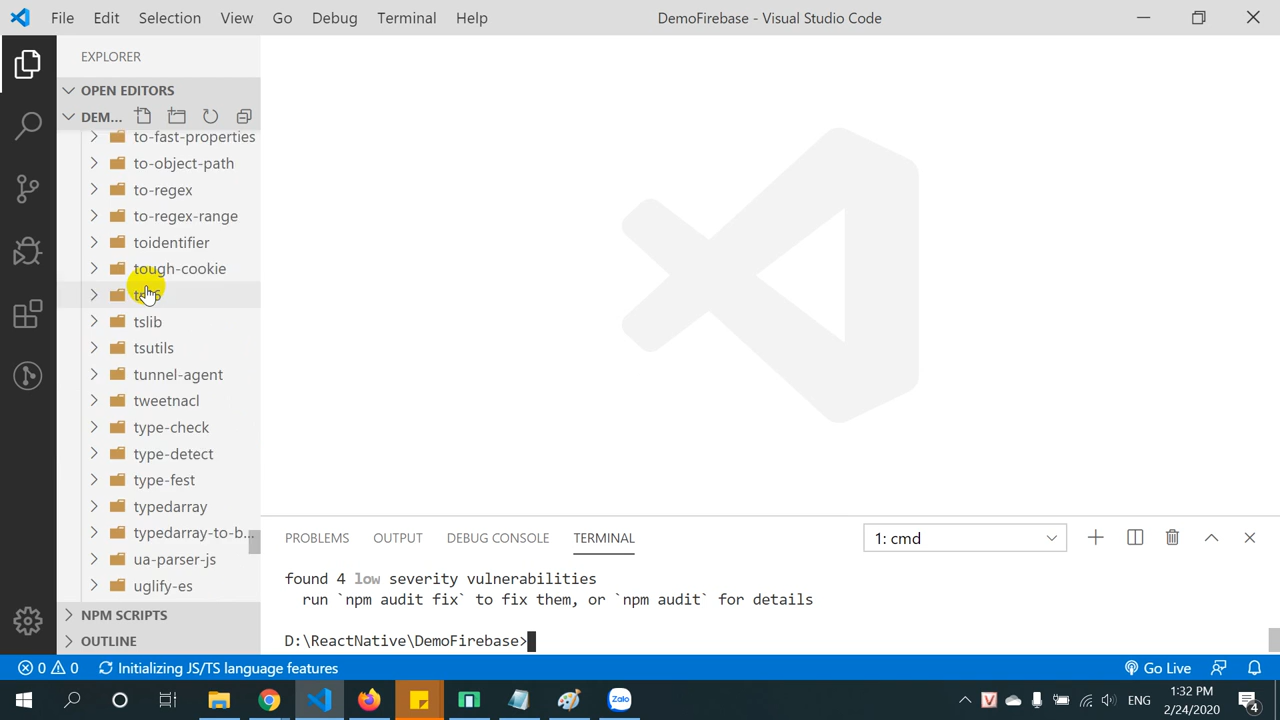 File Edit Selection View Go Debug Terminal Help
DemoFirebase - Visual Studio Code
EXPLORER
OPEN EDITORS
DEM...
to-fast-properties
to-object-path
to-regex
to-regex-range
toidentifier
tough-cookie
tslib
tsutils
tunnel-agent
tweetnacl
type-check
type-detect
type-fest
typedarray
typedarray-to-b...
ua-parser-js
uglify-es
NPM SCRIPTS
OUTLINE
PROBLEMS OUTPUT DEBUG CONSOLE TERMINAL
1: cmd
found 4 low severity vulnerabilities
run `npm audit fix` to fix them, or `npm audit` for details
D:\ReactNative\DemoFirebase>
0 0 Initializing JS/TS language features
Go Live
Zalo
V
ENG
1:32 PM
2/24/2020
4